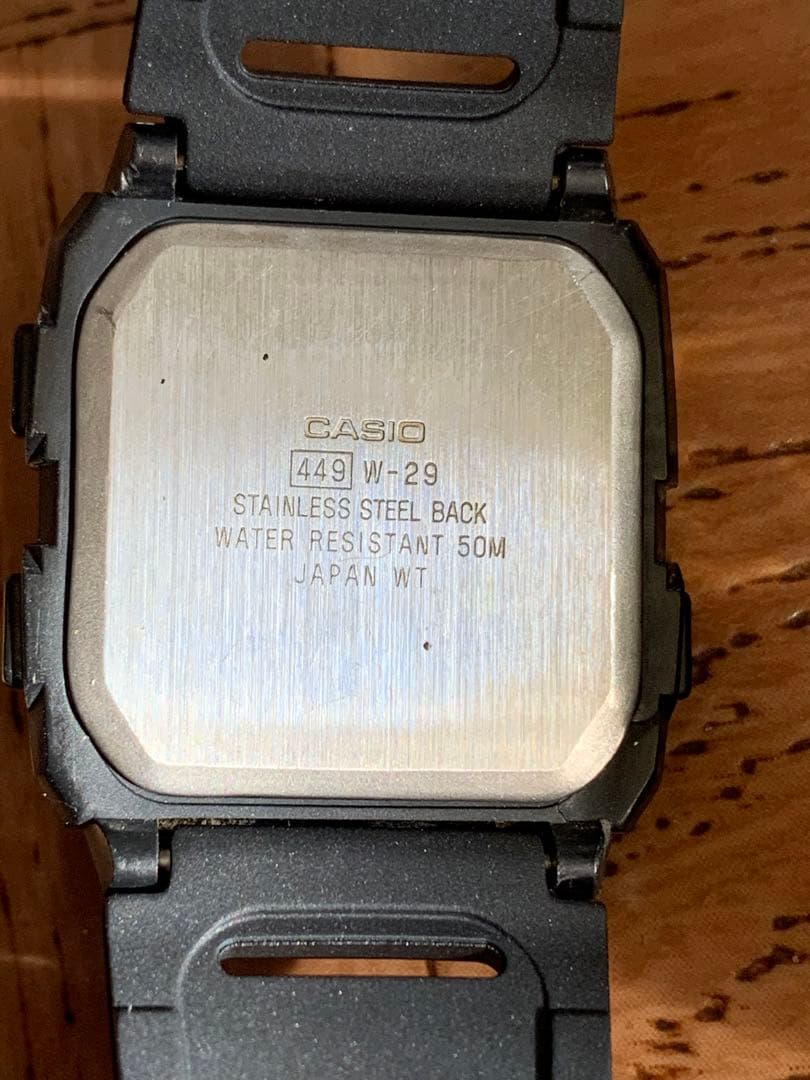 CASIO
449 W-29
STAINLESS STEEL BACK
WATER RESISTANT 50M
JAPAN WT